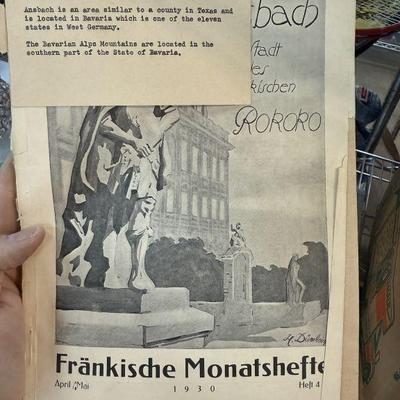 Ansbach is an area similar to a county in Texas and
is located in Bavaria which is one of the eleven
states in West Germany.
The Bavarian Alps Mountains are located in the
southern part of the State of Bavaria.
sbach
Stadt
des
kischen
Rokoko
Fränkische Monatshefte
April / Mai
1930
Heft 4